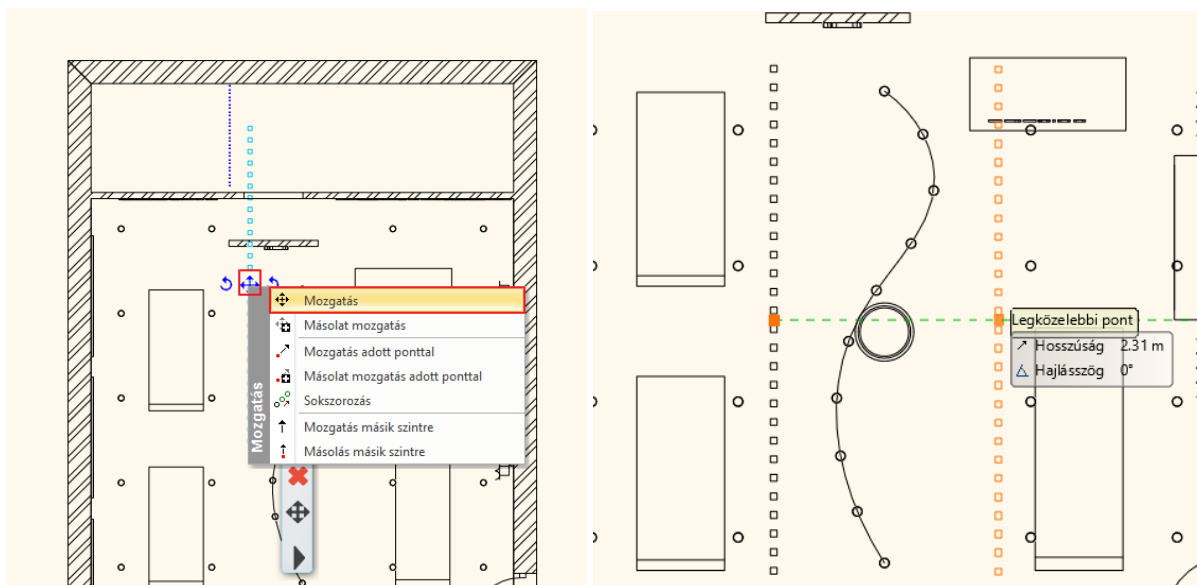 Mozgatás
Mozgatás
Másolat mozgatás
Mozgatás adott ponttal
Másolat mozgatás adott ponttal
Sokszorozás
Mozgatás másik szintre
Másolás másik szintre
Legközelebbi pont
Hosszúság 2.31 m
Hajlásszög 0°